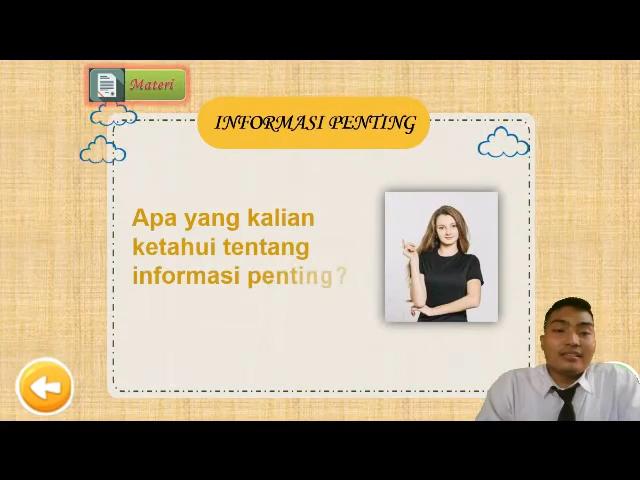 Materi
INFORMASI PENTING
Apa yang kalian
ketahui tentang
informasi penting?